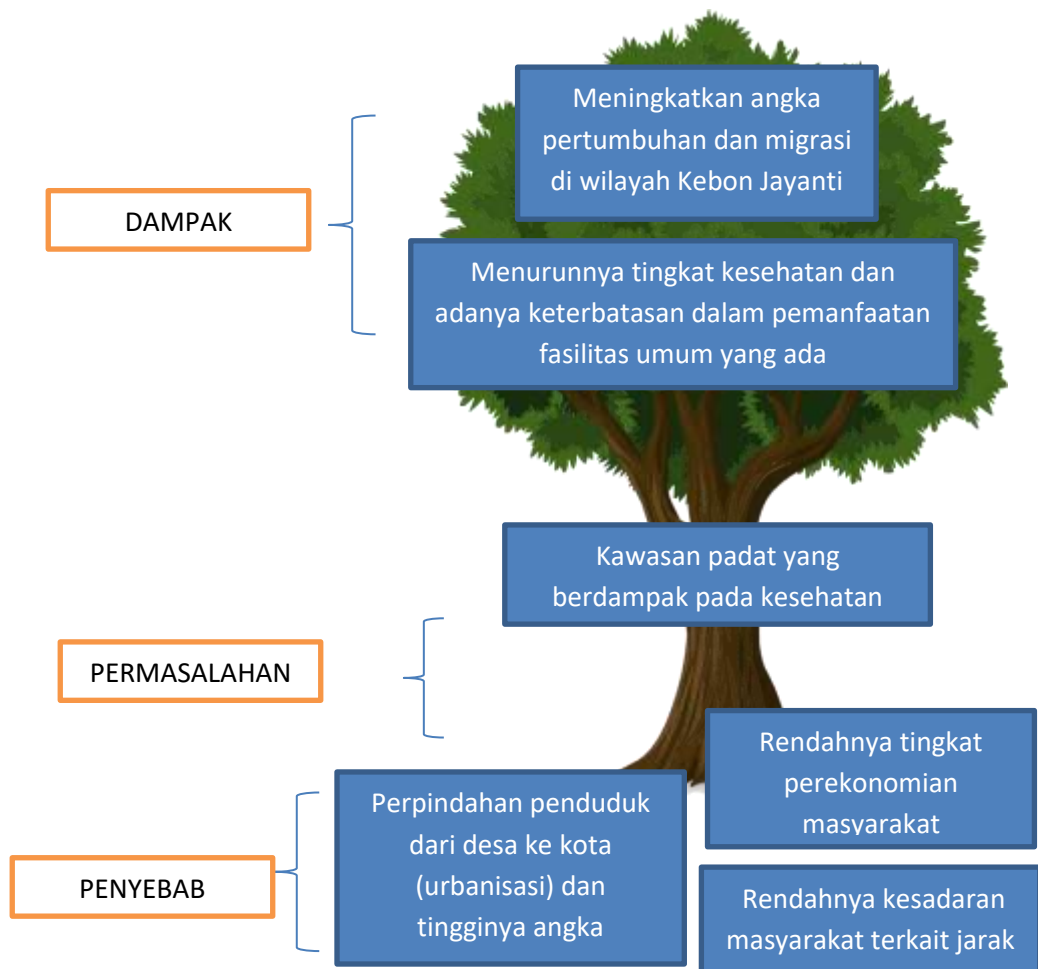 Meningkatkan angka
pertumbuhan dan migrasi
di wilayah Kebon Jayanti
DAMPAK
Menurunnya tingkat kesehatan dan
adanya keterbatasan dalam pemanfaatan
fasilitas umum yang ada
Kawasan padat yang
berdampak pada kesehatan
PERMASALAHAN
Rendahnya tingkat
perekonomian
masyarakat
Perpindahan penduduk
dari desa ke kota
(urbanisasi) dan
tingginya angka
PENYEBAB
Rendahnya kesadaran
masyarakat terkait jarak